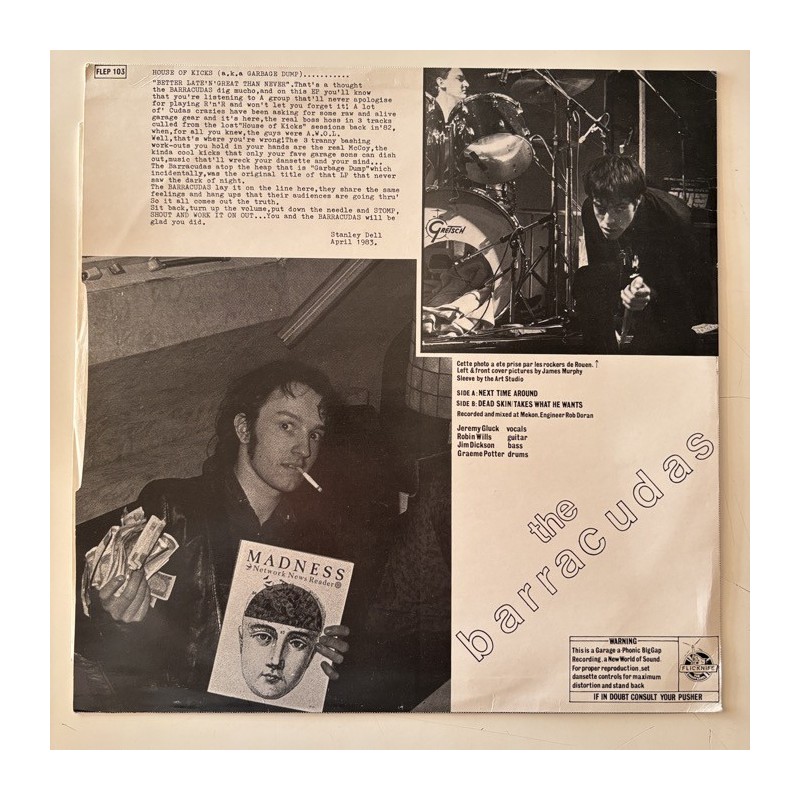 FLEP 103
HOUSE OF KICKS (a.k.a GARBAGE DUMP)...........
"BETTER LATE'N'GREAT THAN NEVER".That's a thought
the BARRACUDAS dig mucho,and on this EP you'll know
that you're listening to A group that'll never apologise
for playing R'n'R and won't let you forget it! A lot
of' Cudas crazies have been asking for some raw and alive
garage gear and it's here,the real boss hoss in 3 tracks
culled from the lost"House of Kicks" sessions back in'82,
when,for all you knew,the guys were A.W.O.L.
Well,that's where you're wrong!The 3 tranny bashing
work-outs you hold in your hands are the real McCoy,the
kinda cool kicks that only your fave garage sons can dish
out,music that'll wreck your dansette and your mind...
The Barracudas atop the heap that is "Garbage Dump"which
incidentally,was the original title of that LP that never
saw the dark of night.
The BARRACUDAS lay it on the line here,they share the same
feelings and hang ups that their audiences are going thru'
So it all comes out the truth.
Sit back,turn up the volume,put down the needle and STOMP,
SHOUT AND WORK IT ON OUT...You and the BARRACUDAS will be
glad you did.
Stanley Dell
April 1983.
GRETSCH
Cette photo a ete prise par les rockers de Rouen. ↑
Left & front cover pictures by James Murphy
Sleeve by the Art Studio
SIDE A: NEXT TIME AROUND
SIDE B: DEAD SKIN/TAKES WHAT HE WANTS
Recorded and mixed at Mekon, Engineer Rob Doran
Jeremy Gluck vocals
Robin Wills guitar
Jim Dickson bass
Graeme Potter drums
MADNESS
Network News Reader
the
barracudas
WARNING
This is a Garage-a-Phonic Big Gap
Recording, a New World of Sound.
For proper reproduction, set
dansette controls for maximum
distortion and stand back
FLICKNIFE
IF IN DOUBT CONSULT YOUR PUSHER